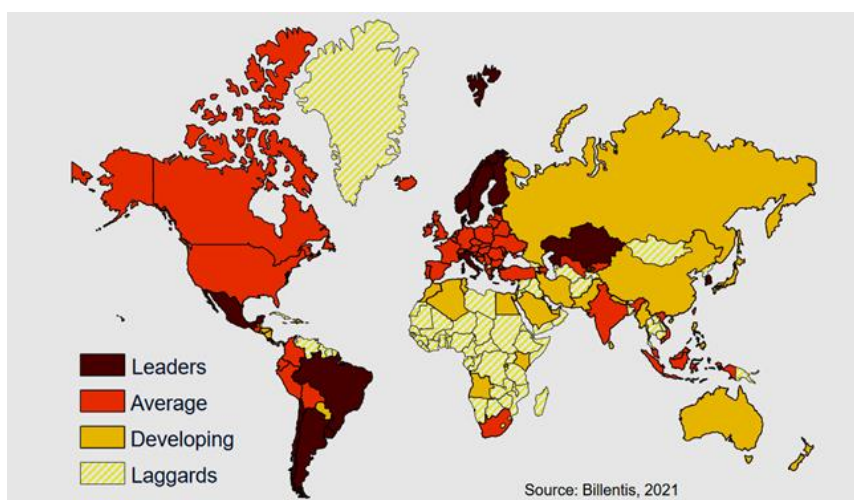 Leaders
Average
Developing
Laggards
Source: Billentis, 2021